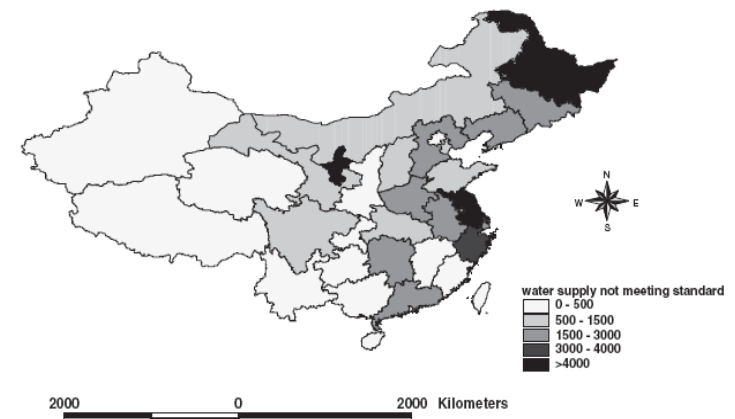 N
W E
S
water supply not meeting standard
0 - 500
500 - 1500
1500 - 3000
3000 - 4000
>4000
2000 0 2000 Kilometers